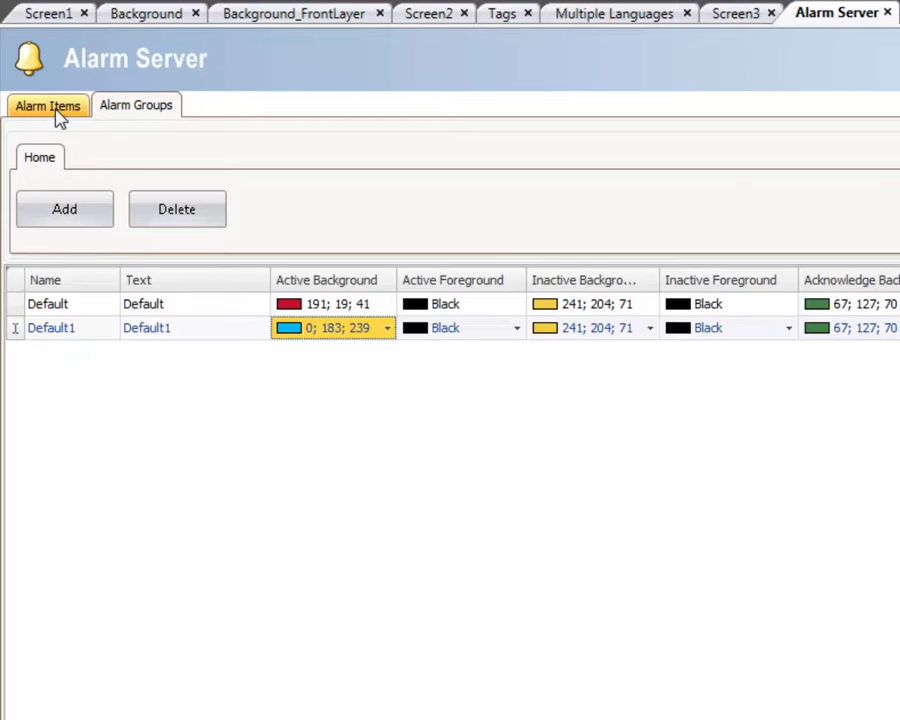 Screen1 Background Background_FrontLayer Screen2 Tags Multiple Languages Screen3 Alarm Server
Alarm Server
Alarm Items Alarm Groups
Home
Add Delete
Name Text Active Background Active Foreground Inactive Backgro... Inactive Foreground Acknowledge Bac
Default Default 191; 19; 41 Black 241; 204; 71 Black 67; 127; 70
Default1 Default1 0; 183; 239 Black 241; 204; 71 Black 67; 127; 70